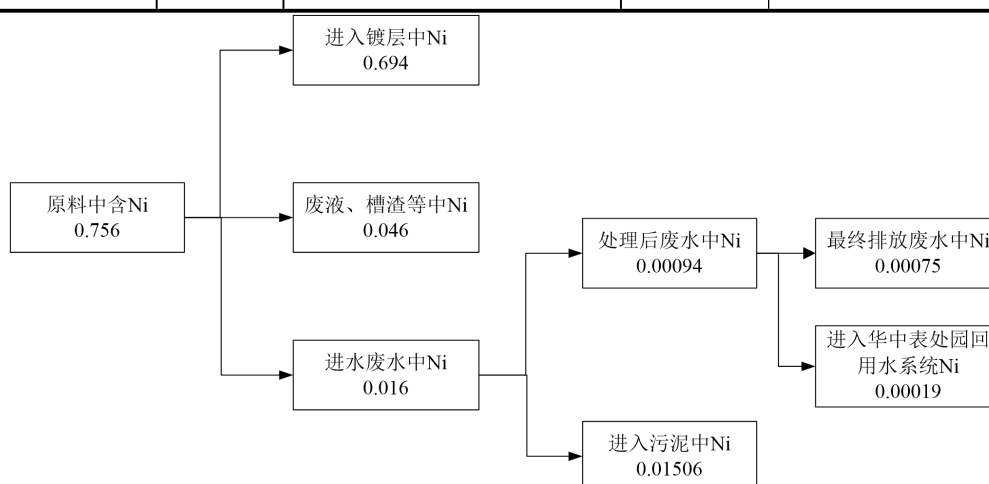 进入镀层中Ni
0.694
原料中含Ni
0.756
废液、槽渣等中Ni
0.046
处理后废水中Ni
0.00094
最终排放废水中Ni
0.00075
进水废水中Ni
0.016
进入华中表处园回
用水系统Ni
0.00019
进入污泥中Ni
0.01506